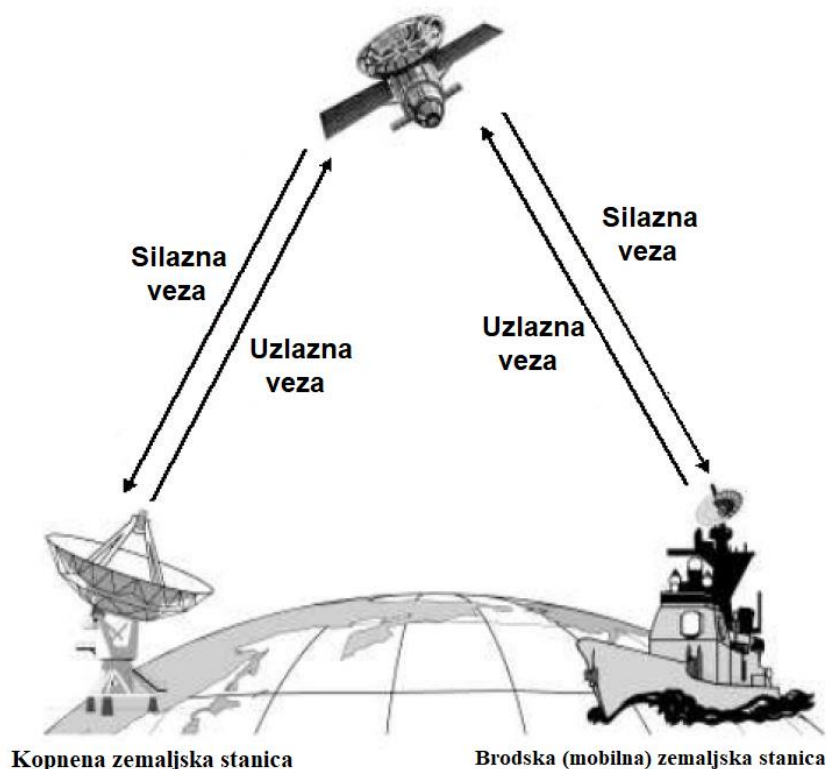 Silazna
veza
Uzlazna
veza
Silazna
veza
Uzlazna
veza
Kopnena zemaljska stanica
Brodska (mobilna) zemaljska stanica